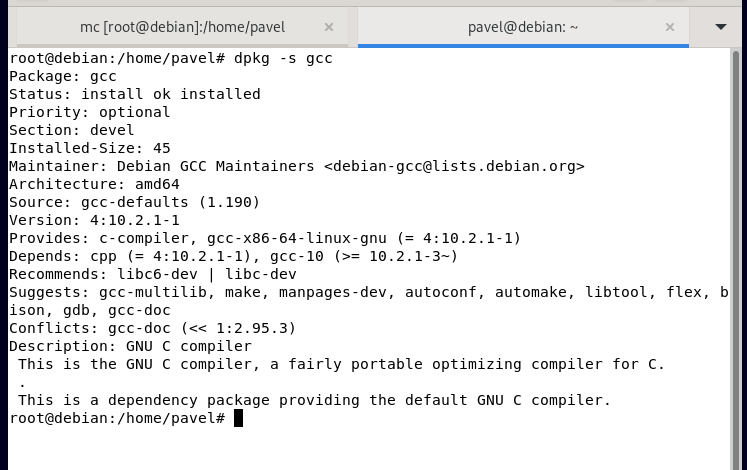 mc [root@debian]:/home/pavel
pavel@debian: ~
root@debian:/home/pavel# dpkg -s gcc
Package: gcc
Status: install ok installed
Priority: optional
Section: devel
Installed-Size: 45
Maintainer: Debian GCC Maintainers <debian-gcc@lists.debian.org>
Architecture: amd64
Source: gcc-defaults (1.190)
Version: 4:10.2.1-1
Provides: c-compiler, gcc-x86-64-linux-gnu (= 4:10.2.1-1)
Depends: cpp (= 4:10.2.1-1), gcc-10 (>= 10.2.1-3~)
Recommends: libc6-dev | libc-dev
Suggests: gcc-multilib, make, manpages-dev, autoconf, automake, libtool, flex, b
ison, gdb, gcc-doc
Conflicts: gcc-doc (<< 1:2.95.3)
Description: GNU C compiler
 This is the GNU C compiler, a fairly portable optimizing compiler for C.
 .
 This is a dependency package providing the default GNU C compiler.
root@debian:/home/pavel#